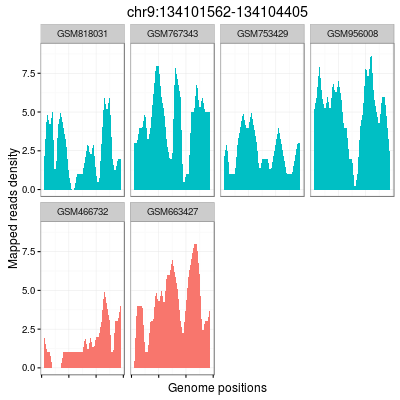 chr9:134101562-134104405
GSM818031 GSM767343 GSM753429 GSM956008
7.5
5.0
2.5
0.0
GSM466732 GSM663427
7.5
5.0
2.5
0.0
Mapped reads density
Genome positions